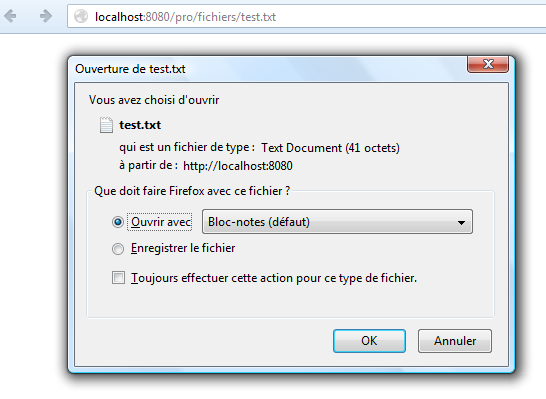 localhost:8080/pro/fichiers/test.txt
Ouverture de test.txt
Vous avez choisi d'ouvrir
test.txt
qui est un fichier de type : Text Document (41 octets)
à partir de : http://localhost:8080
Que doit faire Firefox avec ce fichier ?
Ouvrir avec Bloc-notes (défaut)
Enregistrer le fichier
Toujours effectuer cette action pour ce type de fichier.
OK Annuler